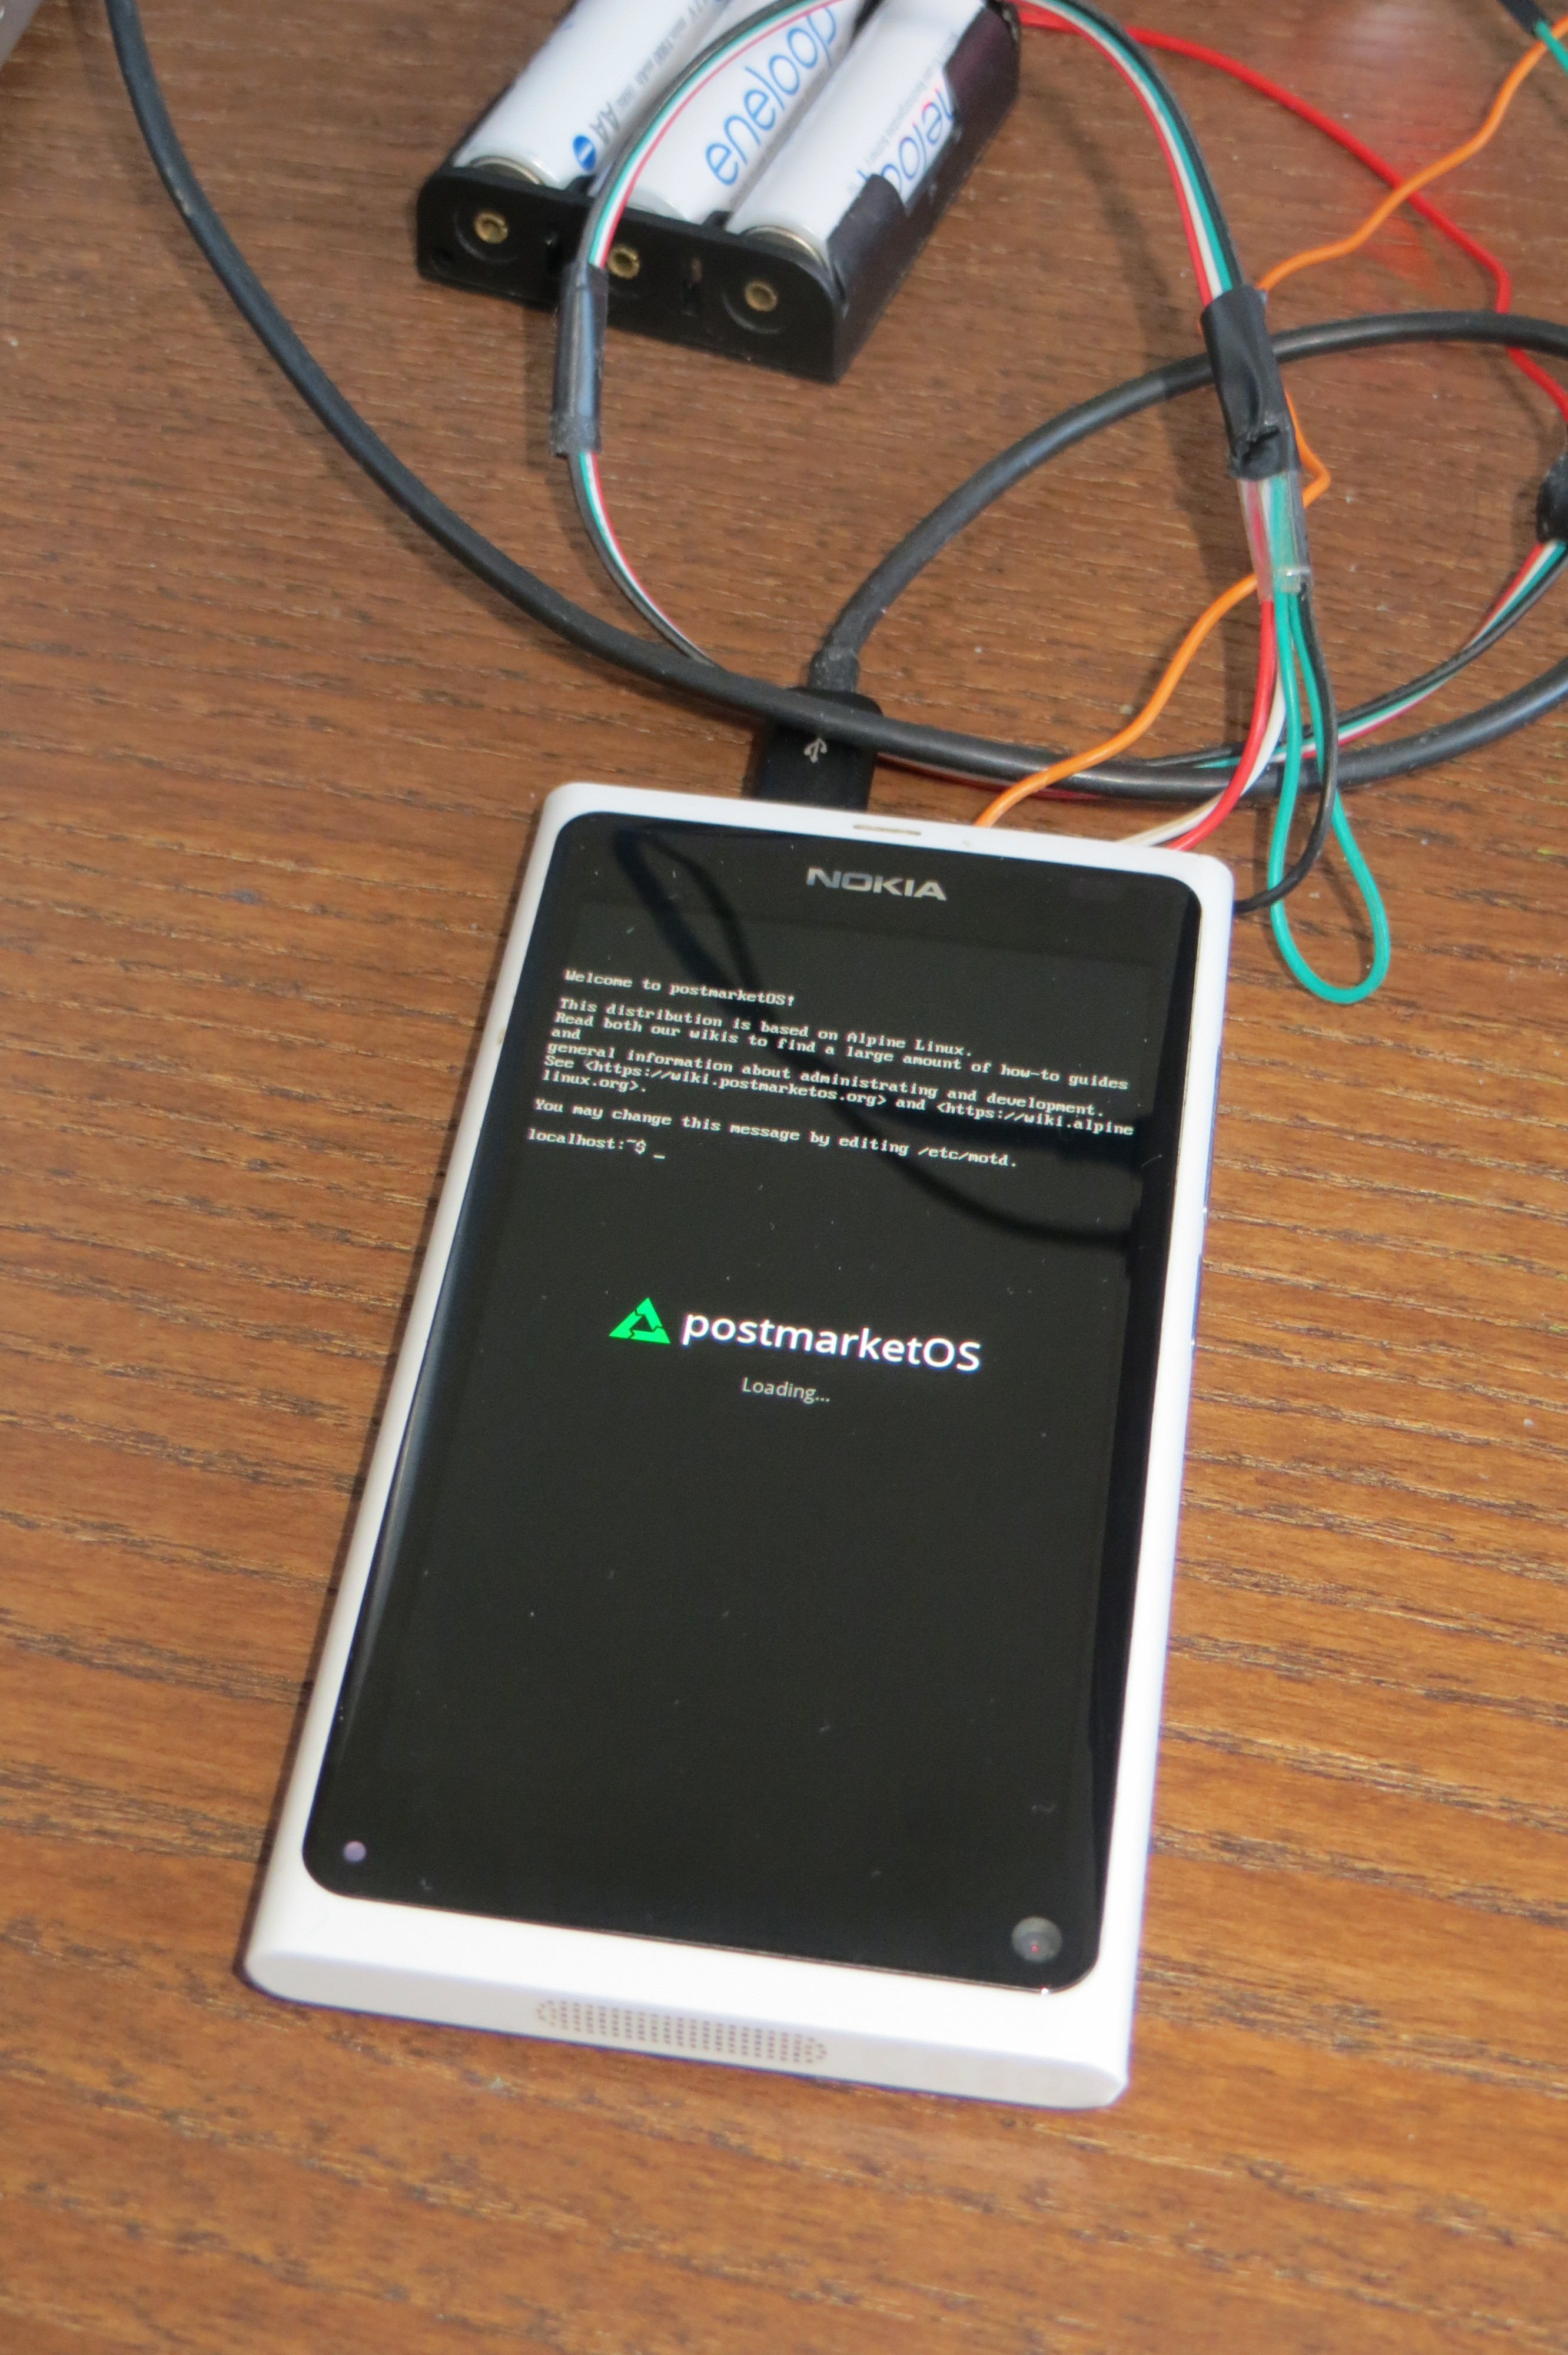 AA
eneloop
NOKIA
Welcome to postmarketOS!
This distribution is based on Alpine Linux.
Read both our wikis to find a large amount of how-to guides
and
general information about administrating and development.
See <https://wiki.postmarketos.org> and <https://wiki.alpine
linux.org>.
You may change this message by editing /etc/motd.
localhost:~$ _
postmarketOS
Loading...